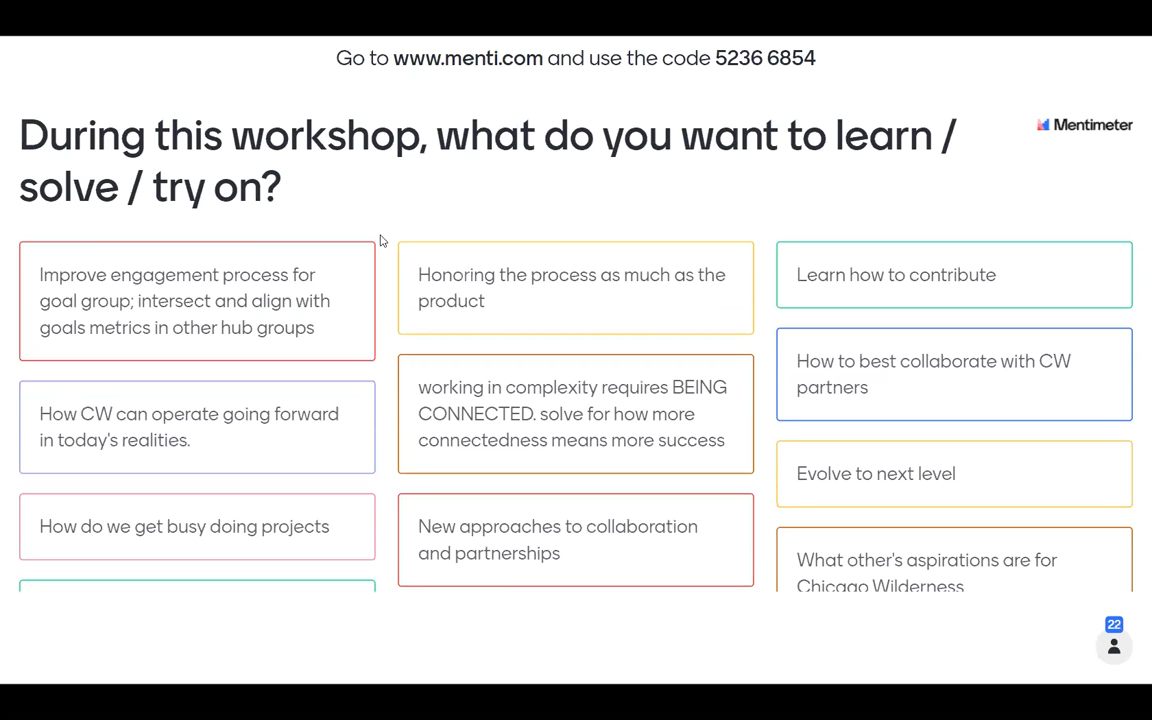 Go to www.menti.com and use the code 5236 6854
During this workshop, what do you want to learn /
solve / try on?
Mentimeter
Improve engagement process for
goal group; intersect and align with
goals metrics in other hub groups
How CW can operate going forward
in today's realities.
How do we get busy doing projects
Honoring the process as much as the
product
working in complexity requires BEING
CONNECTED. solve for how more
connectedness means more success
New approaches to collaboration
and partnerships
Learn how to contribute
How to best collaborate with CW
partners
Evolve to next level
What other's aspirations are for
Chicago Wilderness
22